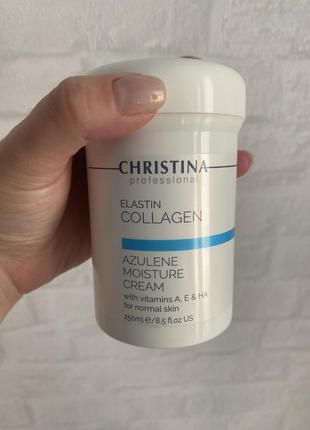 CHRISTINA
professional
ELASTIN
COLLAGEN
AZULENE
MOISTURE
CREAM
with vitamins A, E & HA
for normal skin
250ml ℮/8.5 fl.oz US